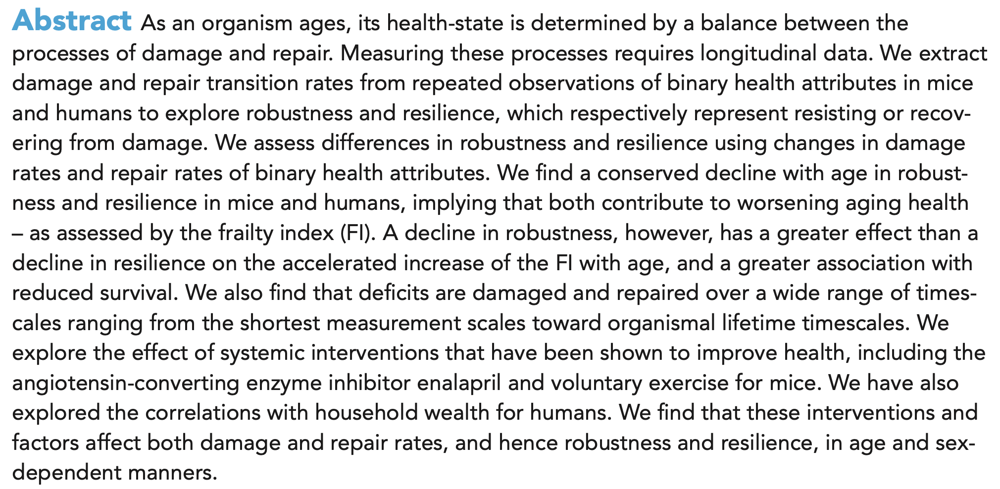 Abstract As an organism ages, its health-state is determined by a balance between the
processes of damage and repair. Measuring these processes requires longitudinal data. We extract
damage and repair transition rates from repeated observations of binary health attributes in mice
and humans to explore robustness and resilience, which respectively represent resisting or recov-
ering from damage. We assess differences in robustness and resilience using changes in damage
rates and repair rates of binary health attributes. We find a conserved decline with age in robust-
ness and resilience in mice and humans, implying that both contribute to worsening aging health
– as assessed by the frailty index (FI). A decline in robustness, however, has a greater effect than a
decline in resilience on the accelerated increase of the FI with age, and a greater association with
reduced survival. We also find that deficits are damaged and repaired over a wide range of times-
cales ranging from the shortest measurement scales toward organismal lifetime timescales. We
explore the effect of systemic interventions that have been shown to improve health, including the
angiotensin-converting enzyme inhibitor enalapril and voluntary exercise for mice. We have also
explored the correlations with household wealth for humans. We find that these interventions and
factors affect both damage and repair rates, and hence robustness and resilience, in age and sex-
dependent manners.